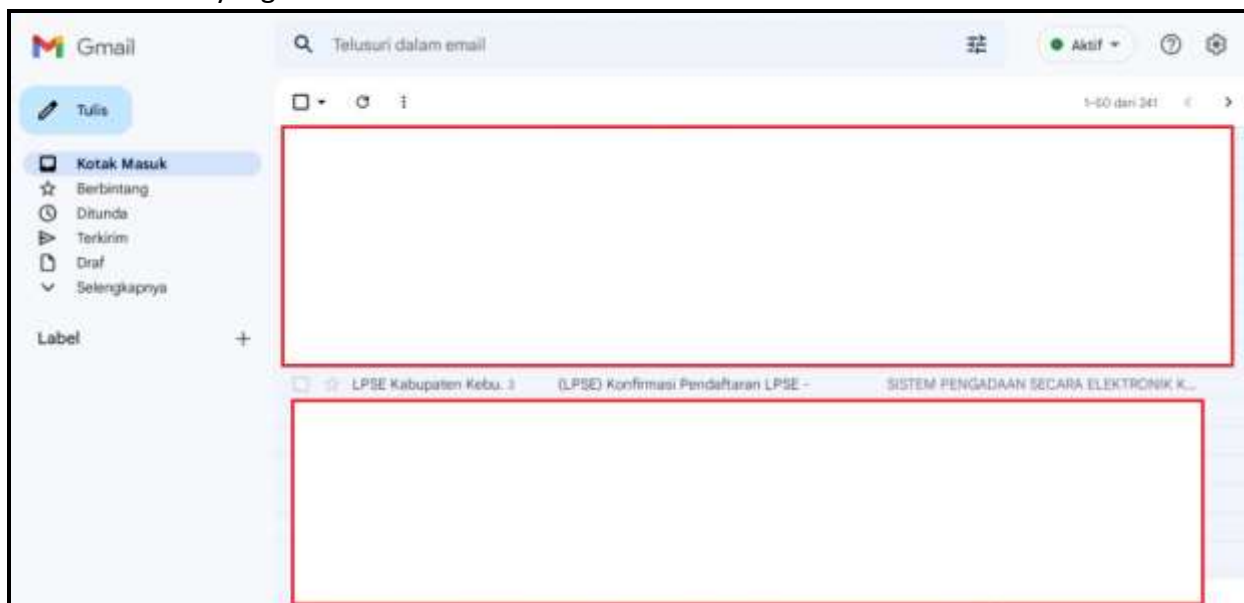 Gmail
Telusuri dalam email
Aktif
Tulis
1-50 dari 241
Kotak Masuk
Berbintang
Ditunda
Terkirim
Draf
Selengkapnya
Label
LPSE Kabupaten Kebu. 3 (LPSE) Konfirmasi Pendaftaran LPSE - SISTEM PENGADAAN SECARA ELEKTRONIK K...